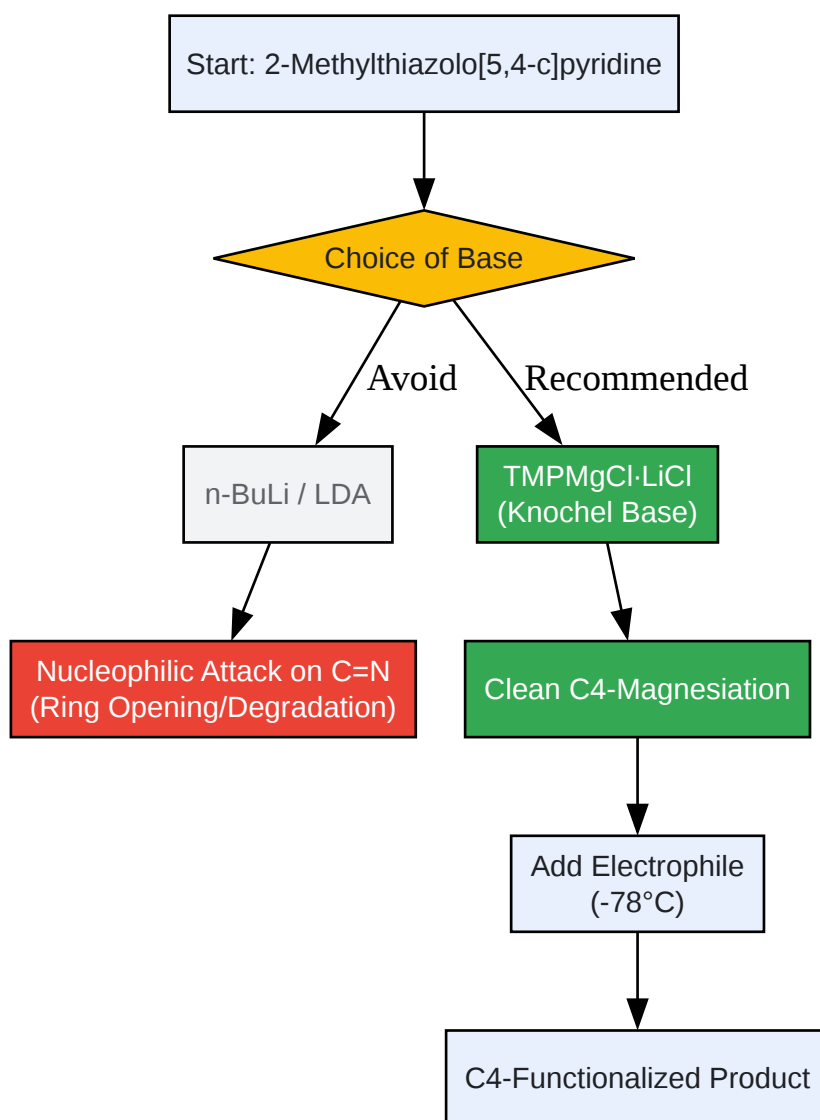 Start: 2-Methylthiazolo[5,4-c]pyridine
Choice of Base
Avoid
Recommended
n-BuLi / LDA
TMPMgCl·LiCl
(Knochel Base)
Nucleophilic Attack on C=N
(Ring Opening/Degradation)
Clean C4-Magnesiation
Add Electrophile
(-78°C)
C4-Functionalized Product